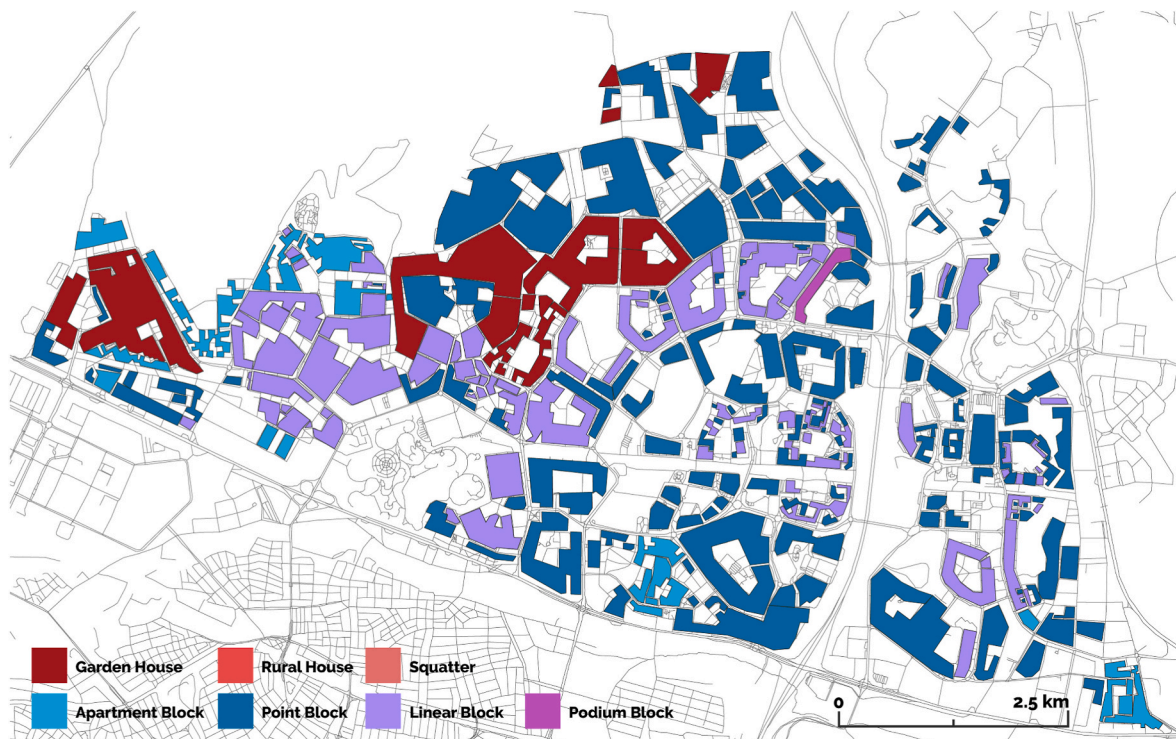 Garden House Rural House Squatter
Apartment Block Point Block Linear Block Podium Block
0 2.5 km